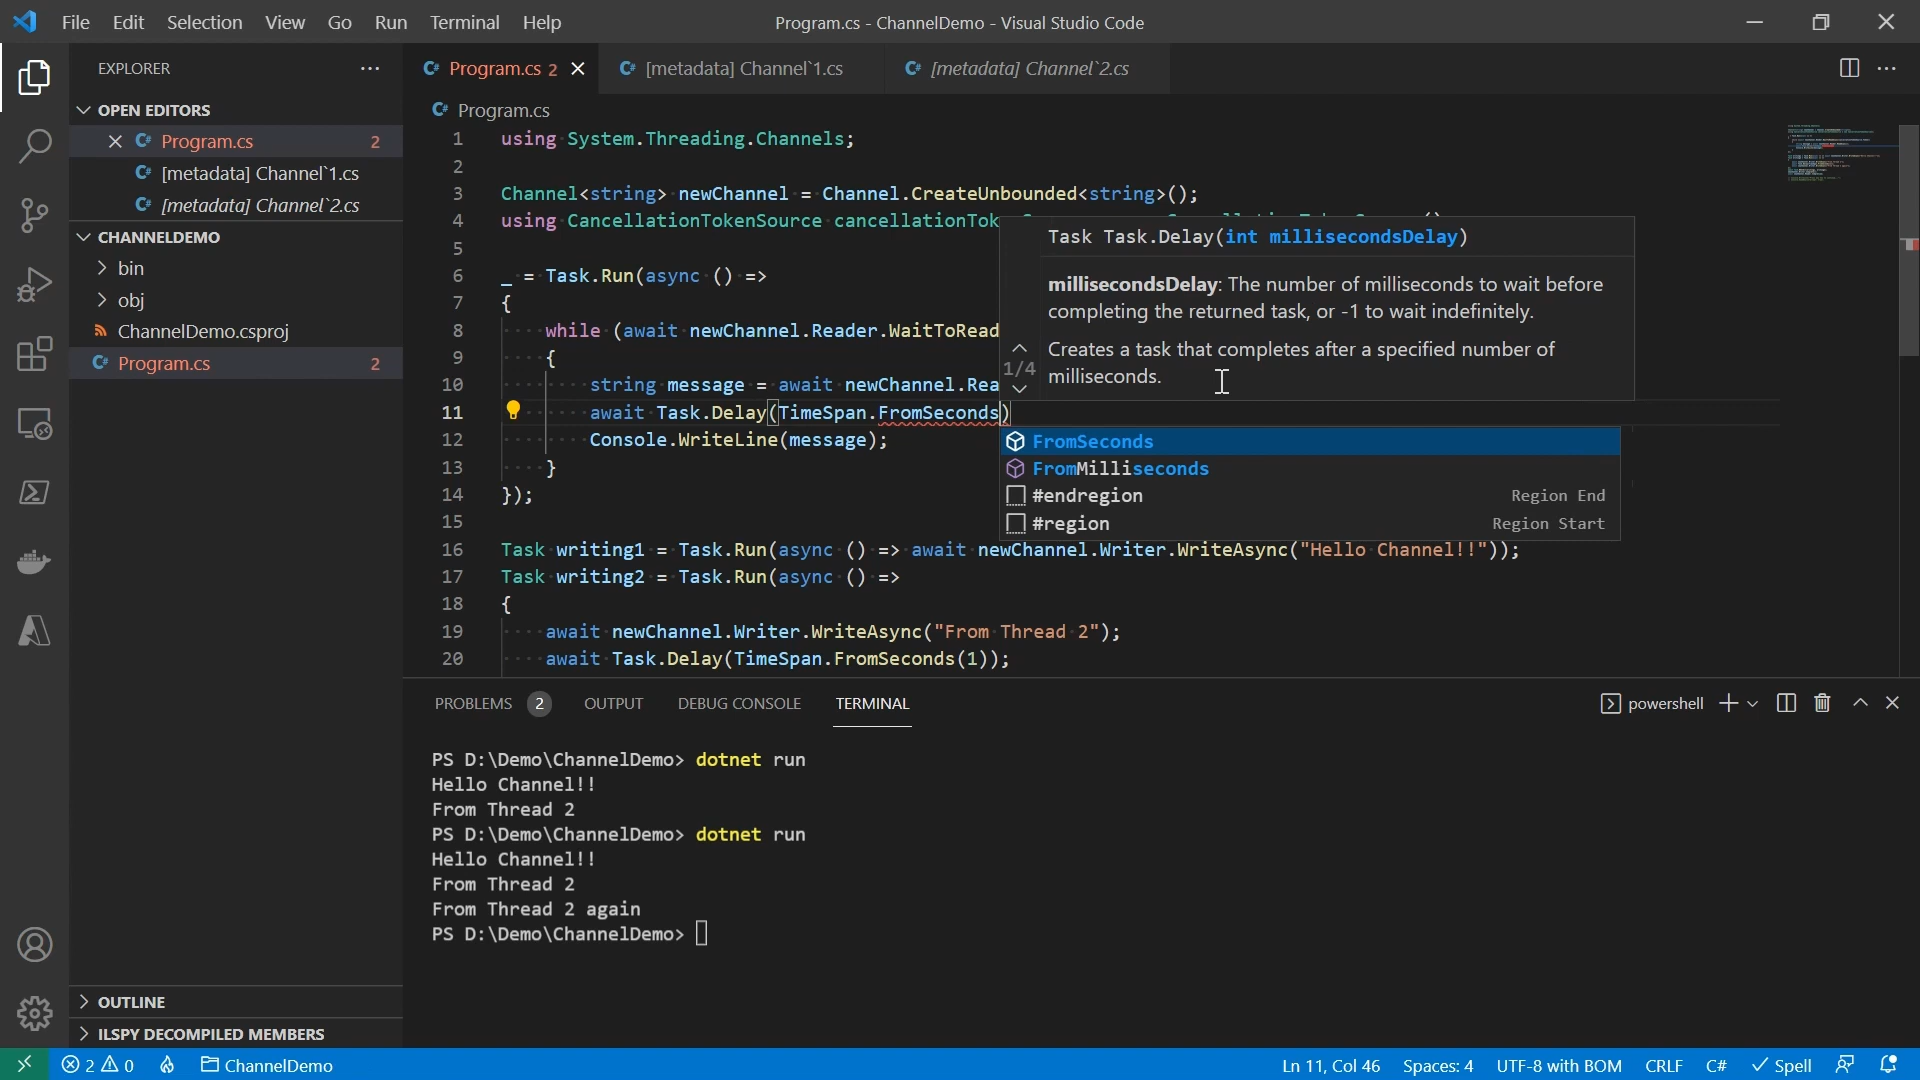 File Edit Selection View Go Run Terminal Help
Program.cs - ChannelDemo - Visual Studio Code
EXPLORER
OPEN EDITORS
Program.cs 2
[metadata] Channel`1.cs
[metadata] Channel`2.cs
CHANNELDEMO
bin
obj
ChannelDemo.csproj
Program.cs 2
OUTLINE
ILSPY DECOMPILED MEMBERS
Program.cs 2
[metadata] Channel`1.cs
[metadata] Channel`2.cs
Program.cs
1 using System.Threading.Channels;
2
3 Channel<string> newChannel = Channel.CreateUnbounded<string>();
4 using CancellationTokenSource cancellationTok
5
6 _ = Task.Run(async () =>
7 {
8 while (await newChannel.Reader.WaitToRead
9 {
10 string message = await newChannel.Rea
11 await Task.Delay(TimeSpan.FromSeconds)
12 Console.WriteLine(message);
13 }
14 });
15
16 Task writing1 = Task.Run(async () => await newChannel.Writer.WriteAsync("Hello Channel!!"));
17 Task writing2 = Task.Run(async () =>
18 {
19 await newChannel.Writer.WriteAsync("From Thread 2");
20 await Task.Delay(TimeSpan.FromSeconds(1));
Task Task.Delay(int millisecondsDelay)
millisecondsDelay: The number of milliseconds to wait before
completing the returned task, or -1 to wait indefinitely.
1/4
Creates a task that completes after a specified number of
milliseconds.
FromSeconds
FromMilliseconds
#endregion Region End
#region Region Start
PROBLEMS 2 OUTPUT DEBUG CONSOLE TERMINAL
powershell
PS D:\Demo\ChannelDemo> dotnet run
Hello Channel!!
From Thread 2
PS D:\Demo\ChannelDemo> dotnet run
Hello Channel!!
From Thread 2
From Thread 2 again
PS D:\Demo\ChannelDemo>
2 0 ChannelDemo
Ln 11, Col 46 Spaces: 4 UTF-8 with BOM CRLF C# Spell